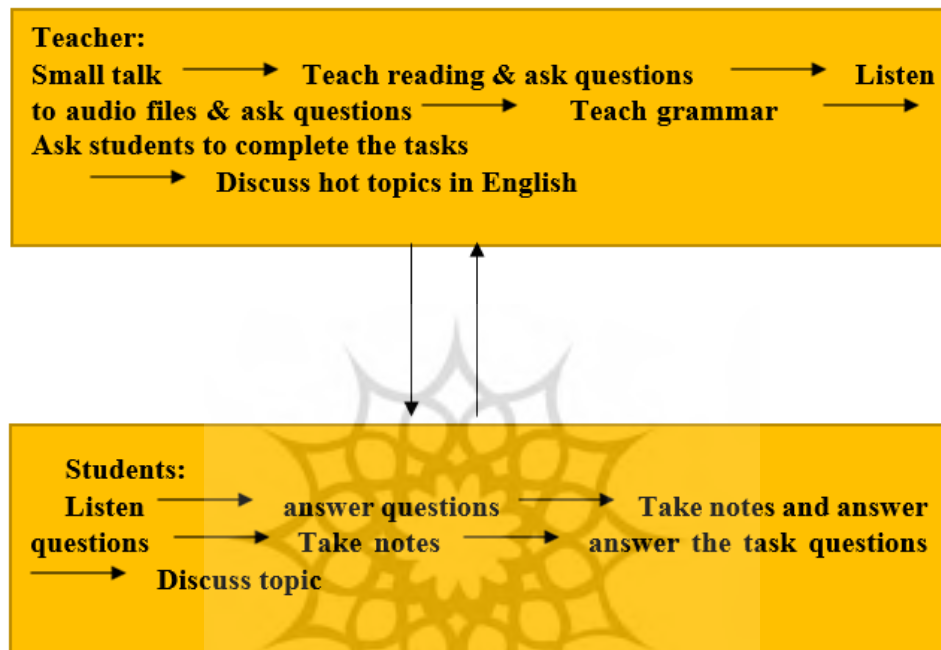 Teacher:
Small talk Teach reading & ask questions Listen
to audio files & ask questions Teach grammar
Ask students to complete the tasks
Discuss hot topics in English
Students:
Listen answer questions Take notes and answer
questions Take notes answer the task questions
Discuss topic